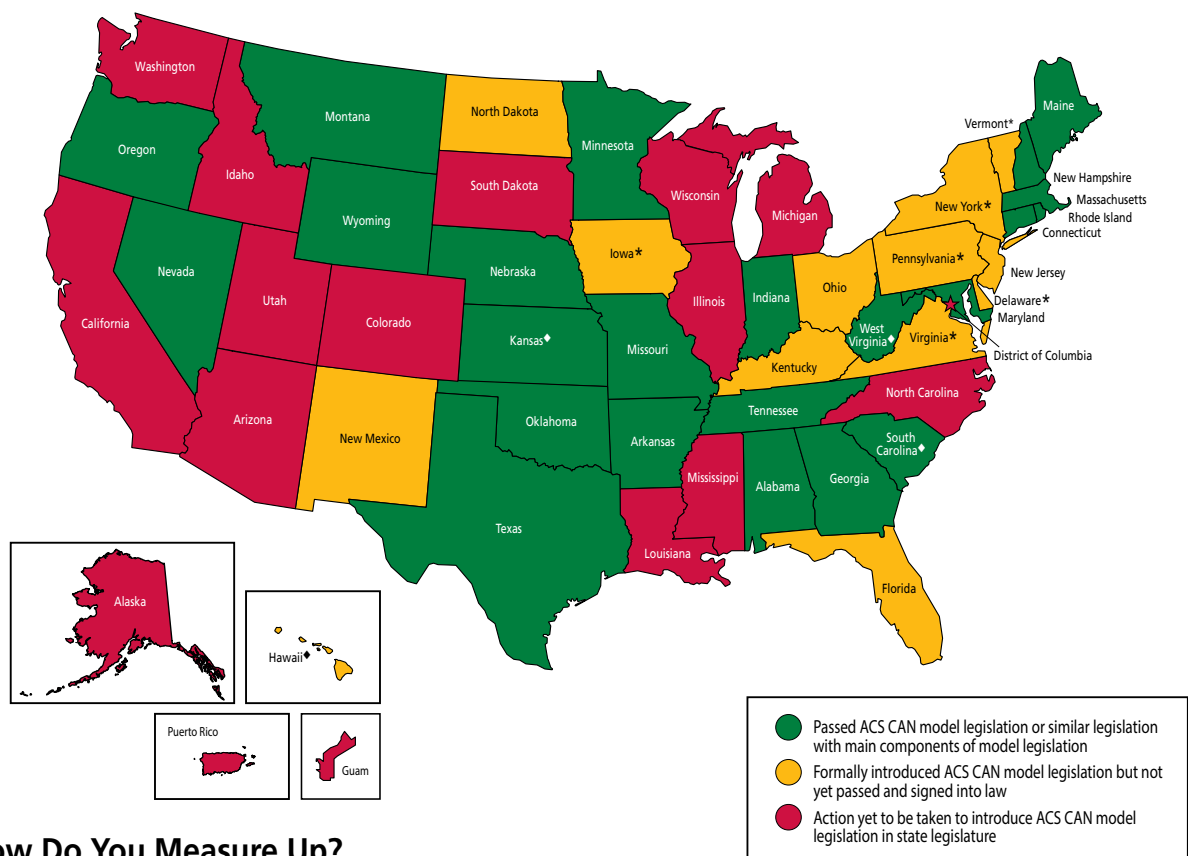 Washington
Montana
North Dakota
Minnesota
Maine
Vermont*
Oregon
Idaho
South Dakota
Wisconsin
Michigan
New York*
New Hampshire
Massachusetts
Rhode Island
Connecticut
Wyoming
Nevada
Utah
California
Colorado
Nebraska
Iowa*
Illinois
Indiana
Ohio
Pennsylvania*
New Jersey
Delaware*
Maryland
District of Columbia
West
Virginia♦
Virginia*
Kansas♦
Missouri
Kentucky
Arizona
New Mexico
Oklahoma
Arkansas
Tennessee
North Carolina
South
Carolina♦
Mississippi
Alabama
Georgia
Texas
Louisiana
Florida
Alaska
Hawaii♦
Puerto Rico
Guam
Passed ACS CAN model legislation or similar legislation
with main components of model legislation
Formally introduced ACS CAN model legislation but not
yet passed and signed into law
Action yet to be taken to introduce ACS CAN model
legislation in state legislature
ow Do You Measure Up?